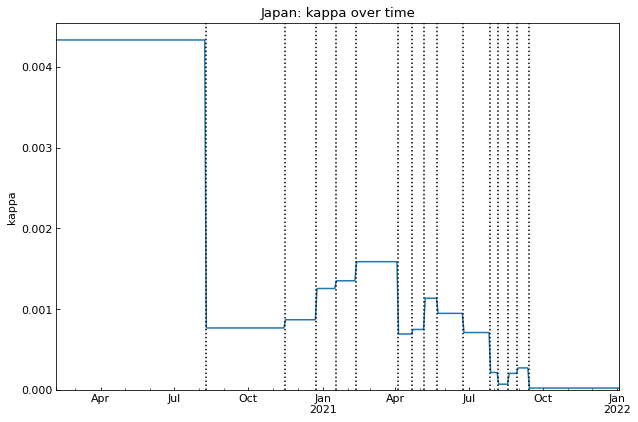 Japan: kappa over time
kappa
0.004
0.003
0.002
0.001
0.000
Apr
Jul
Oct
Jan
2021
Apr
Jul
Oct
Jan
2022